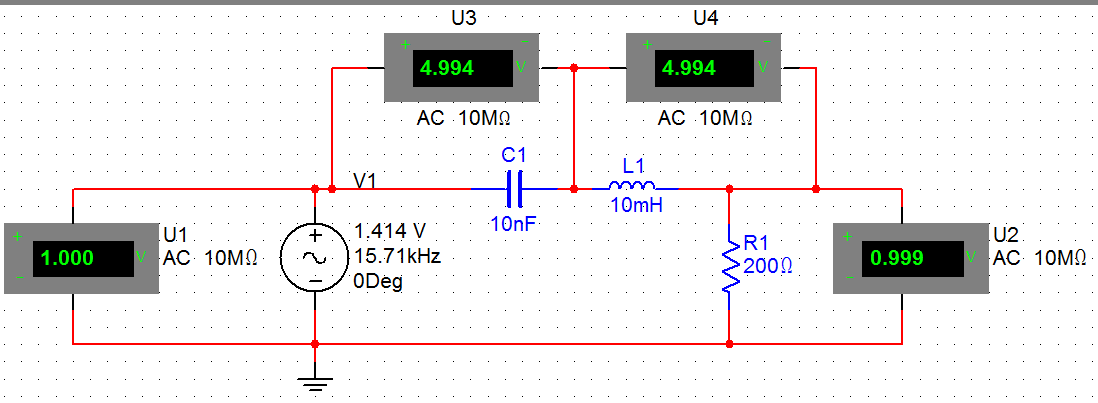 U3
U4
+
-
4.994 V
+
-
4.994 V
AC 10MΩ
AC 10MΩ
C1
L1
V1
10nF
10mH
+
-
1.000 V
U1
AC 10MΩ
+
1.414 V
15.71kHz
0Deg
R1
200Ω
+
-
0.999 V
U2
AC 10MΩ